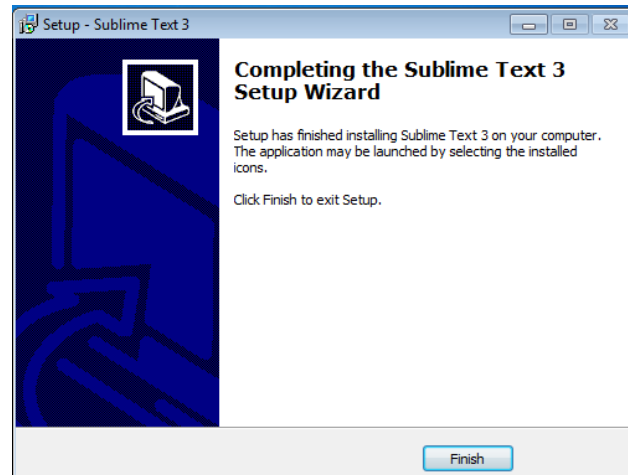 Setup - Sublime Text 3
Completing the Sublime Text 3
Setup Wizard
Setup has finished installing Sublime Text 3 on your computer.
The application may be launched by selecting the installed
icons.
Click Finish to exit Setup.
Finish